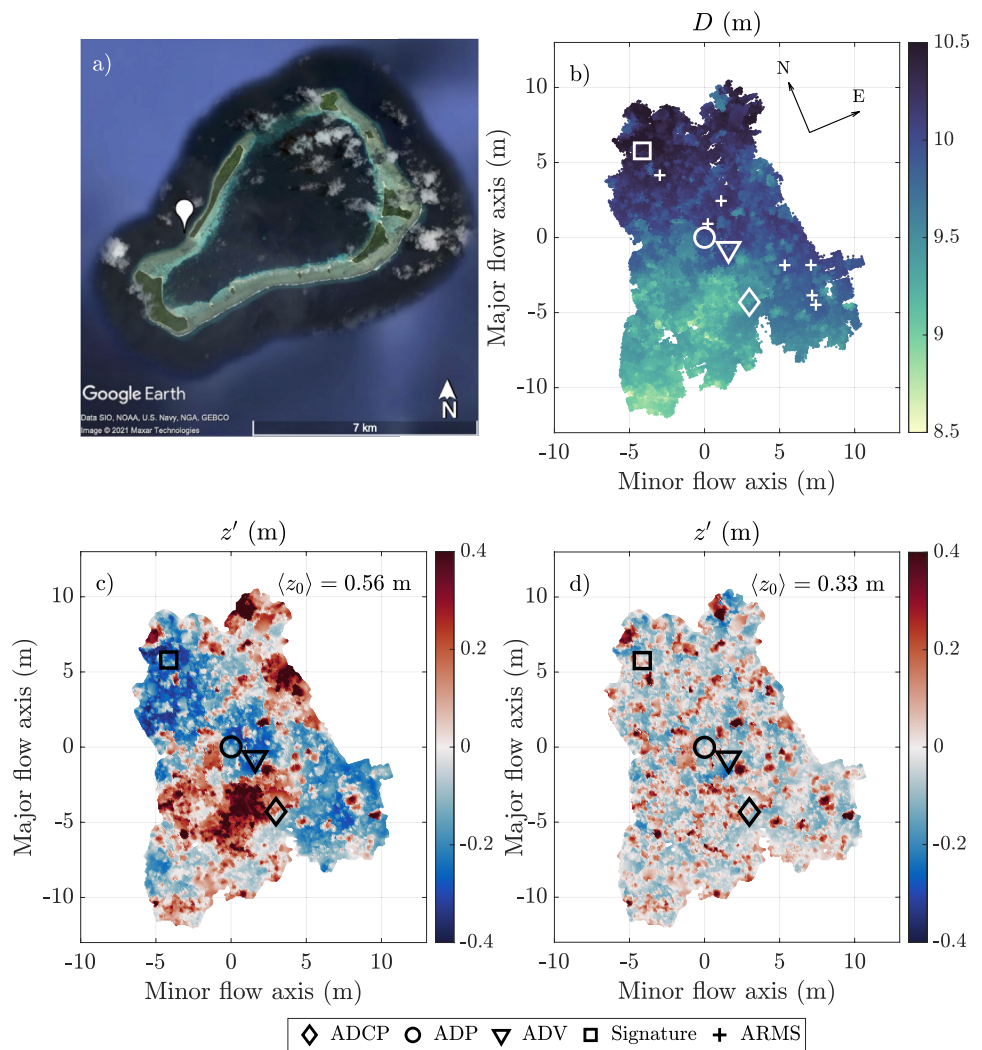 a)
Google Earth
Data SIO, NOAA, U.S. Navy, NGA, GEBCO
Image © 2021 Maxar Technologies
N
7 km
D (m)
b)
N
E
10
5
0
-5
-10
-10 -5 0 5 10
Major flow axis (m)
Minor flow axis (m)
10.5
10
9.5
9
8.5
z′ (m)
c)
⟨z₀⟩ = 0.56 m
10
5
0
-5
-10
-10 -5 0 5 10
Major flow axis (m)
Minor flow axis (m)
0.4
0.2
0
-0.2
-0.4
z′ (m)
d)
⟨z₀⟩ = 0.33 m
10
5
0
-5
-10
-10 -5 0 5 10
Major flow axis (m)
Minor flow axis (m)
0.4
0.2
0
-0.2
-0.4
ADCP ADP ADV Signature ARMS